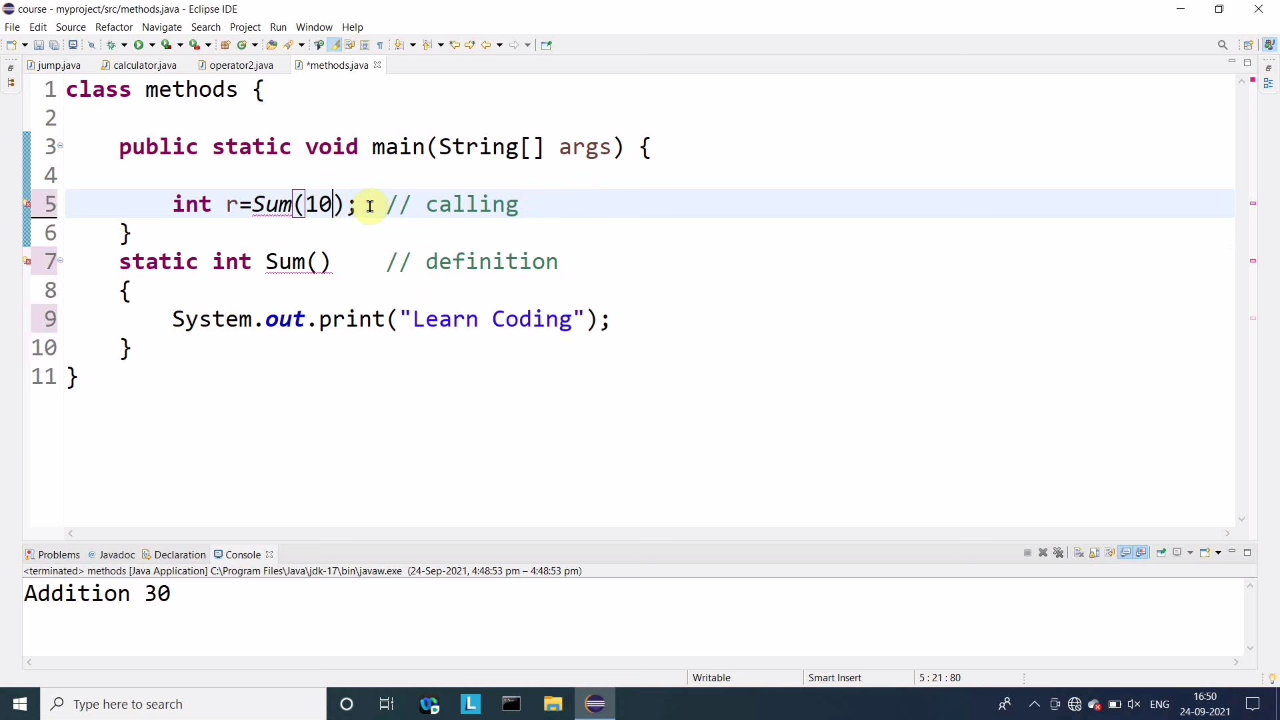 course - myproject/src/methods.java - Eclipse IDE
File Edit Source Refactor Navigate Search Project Run Window Help
jump.java calculator.java operator2.java *methods.java
1 class methods {
2
3 public static void main(String[] args) {
4
5 int r=Sum(10); // calling
6 }
7 static int Sum() // definition
8 {
9 System.out.print("Learn Coding");
10 }
11 }
Problems Javadoc Declaration Console
<terminated> methods [Java Application] C:\Program Files\Java\jdk-17\bin\javaw.exe (24-Sep-2021, 4:48:53 pm – 4:48:53 pm)
Addition 30
Writable Smart Insert 5 : 21 : 80
Type here to search
L
ENG
16:50
24-09-2021